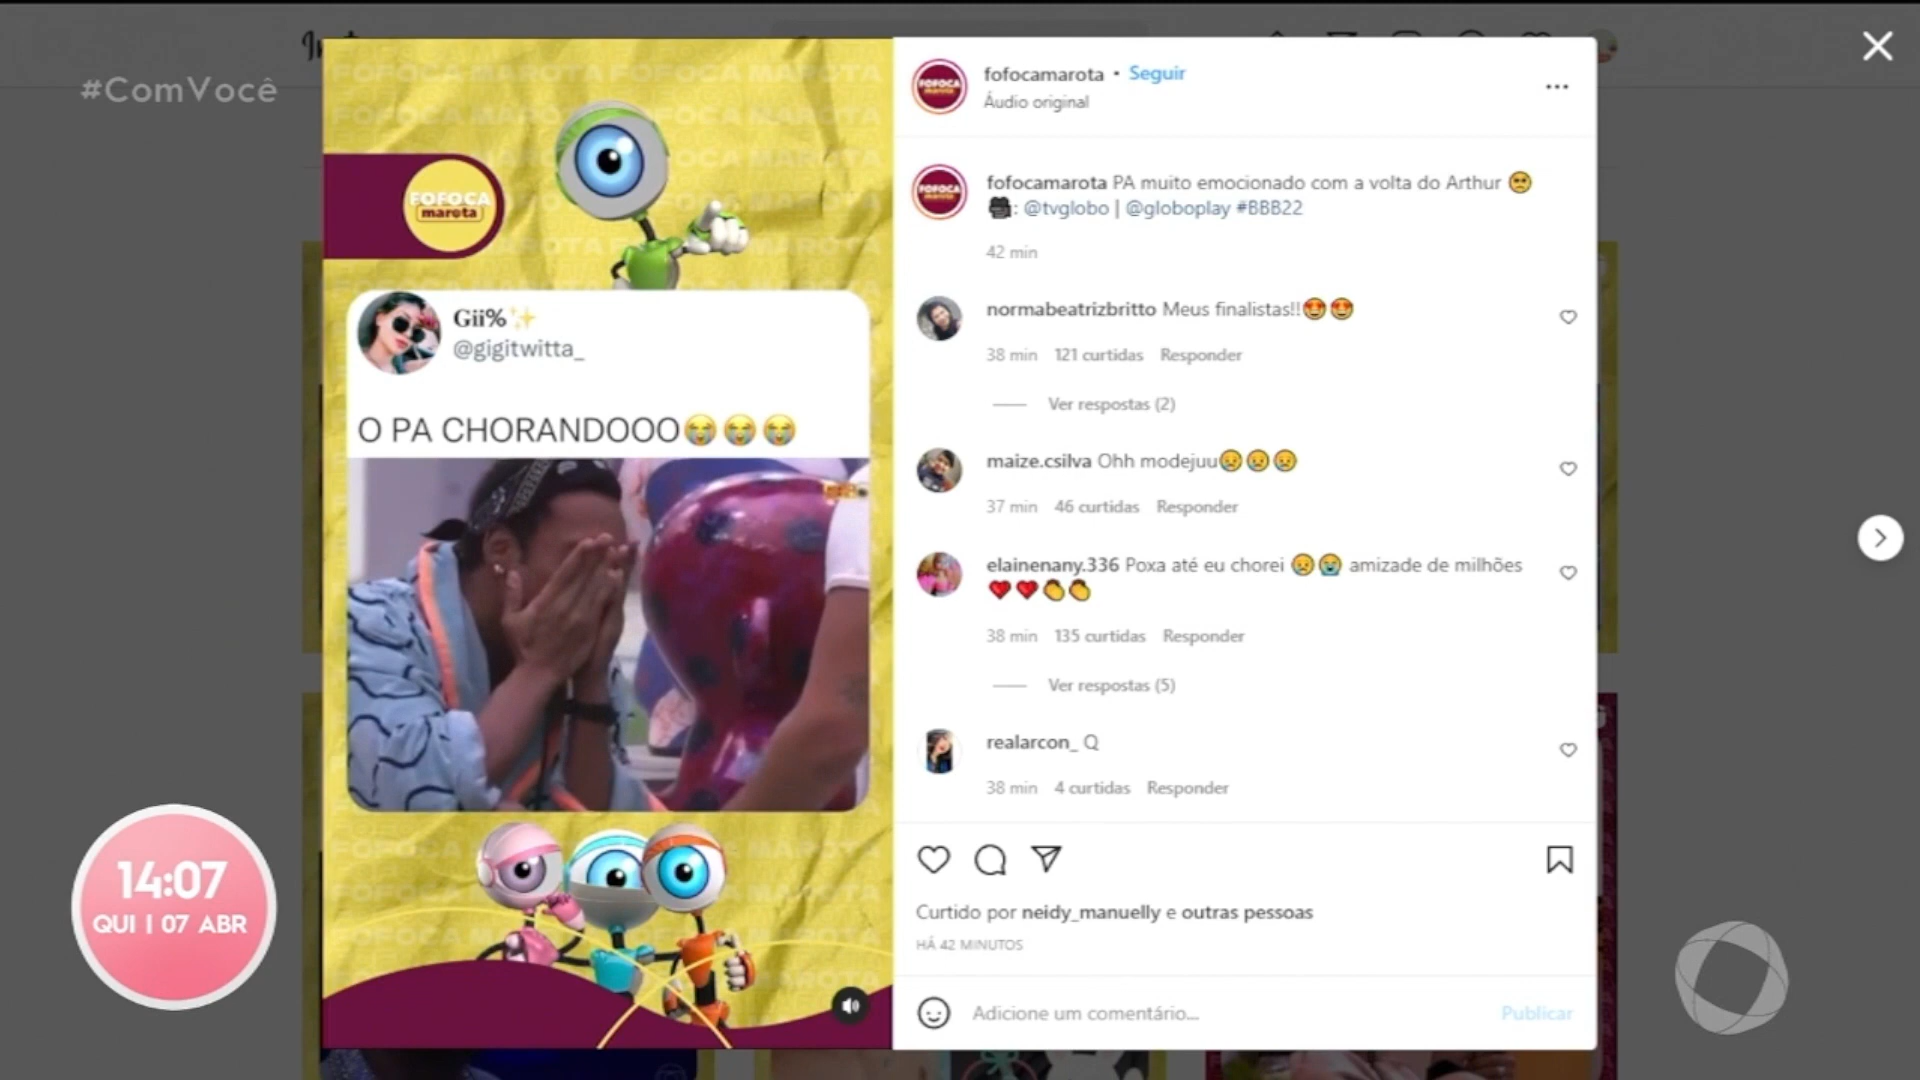 #ComVocê
FOFOCA
marota
Gii%✨
@gigitwitta_
O PA CHORANDOOO😭😭😭
fofocamarota • Seguir
Áudio original
fofocamarota PA muito emocionado com a volta do Arthur 🥺
🎥: @tvglobo | @globoplay #BBB22
42 min
normabeatrizbritto Meus finalistas!!😍😍
38 min 121 curtidas Responder
Ver respostas (2)
maize.csilva Ohh modejuu😢😢😢
37 min 46 curtidas Responder
elainenany.336 Poxa até eu chorei 😢😭 amizade de milhões
❤️❤️👏👏
38 min 135 curtidas Responder
Ver respostas (5)
realarcon_ Q
38 min 4 curtidas Responder
Curtido por neidy_manuelly e outras pessoas
HÁ 42 MINUTOS
Adicione um comentário... Publicar
14:07
QUI | 07 ABR